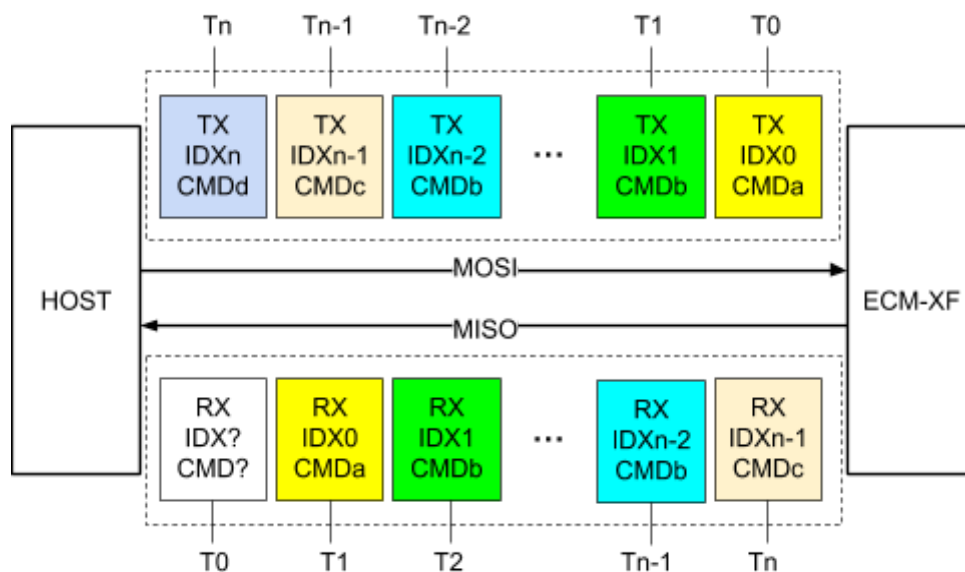 Tn Tn-1 Tn-2 T1 T0
TX TX TX TX TX
IDXn IDXn-1 IDXn-2 ... IDX1 IDX0
CMDd CMDc CMDb CMDb CMDa
MOSI
HOST ECM-XF
MISO
RX RX RX RX RX
IDX? IDX0 IDX1 ... IDXn-2 IDXn-1
CMD? CMDa CMDb CMDb CMDc
T0 T1 T2 Tn-1 Tn